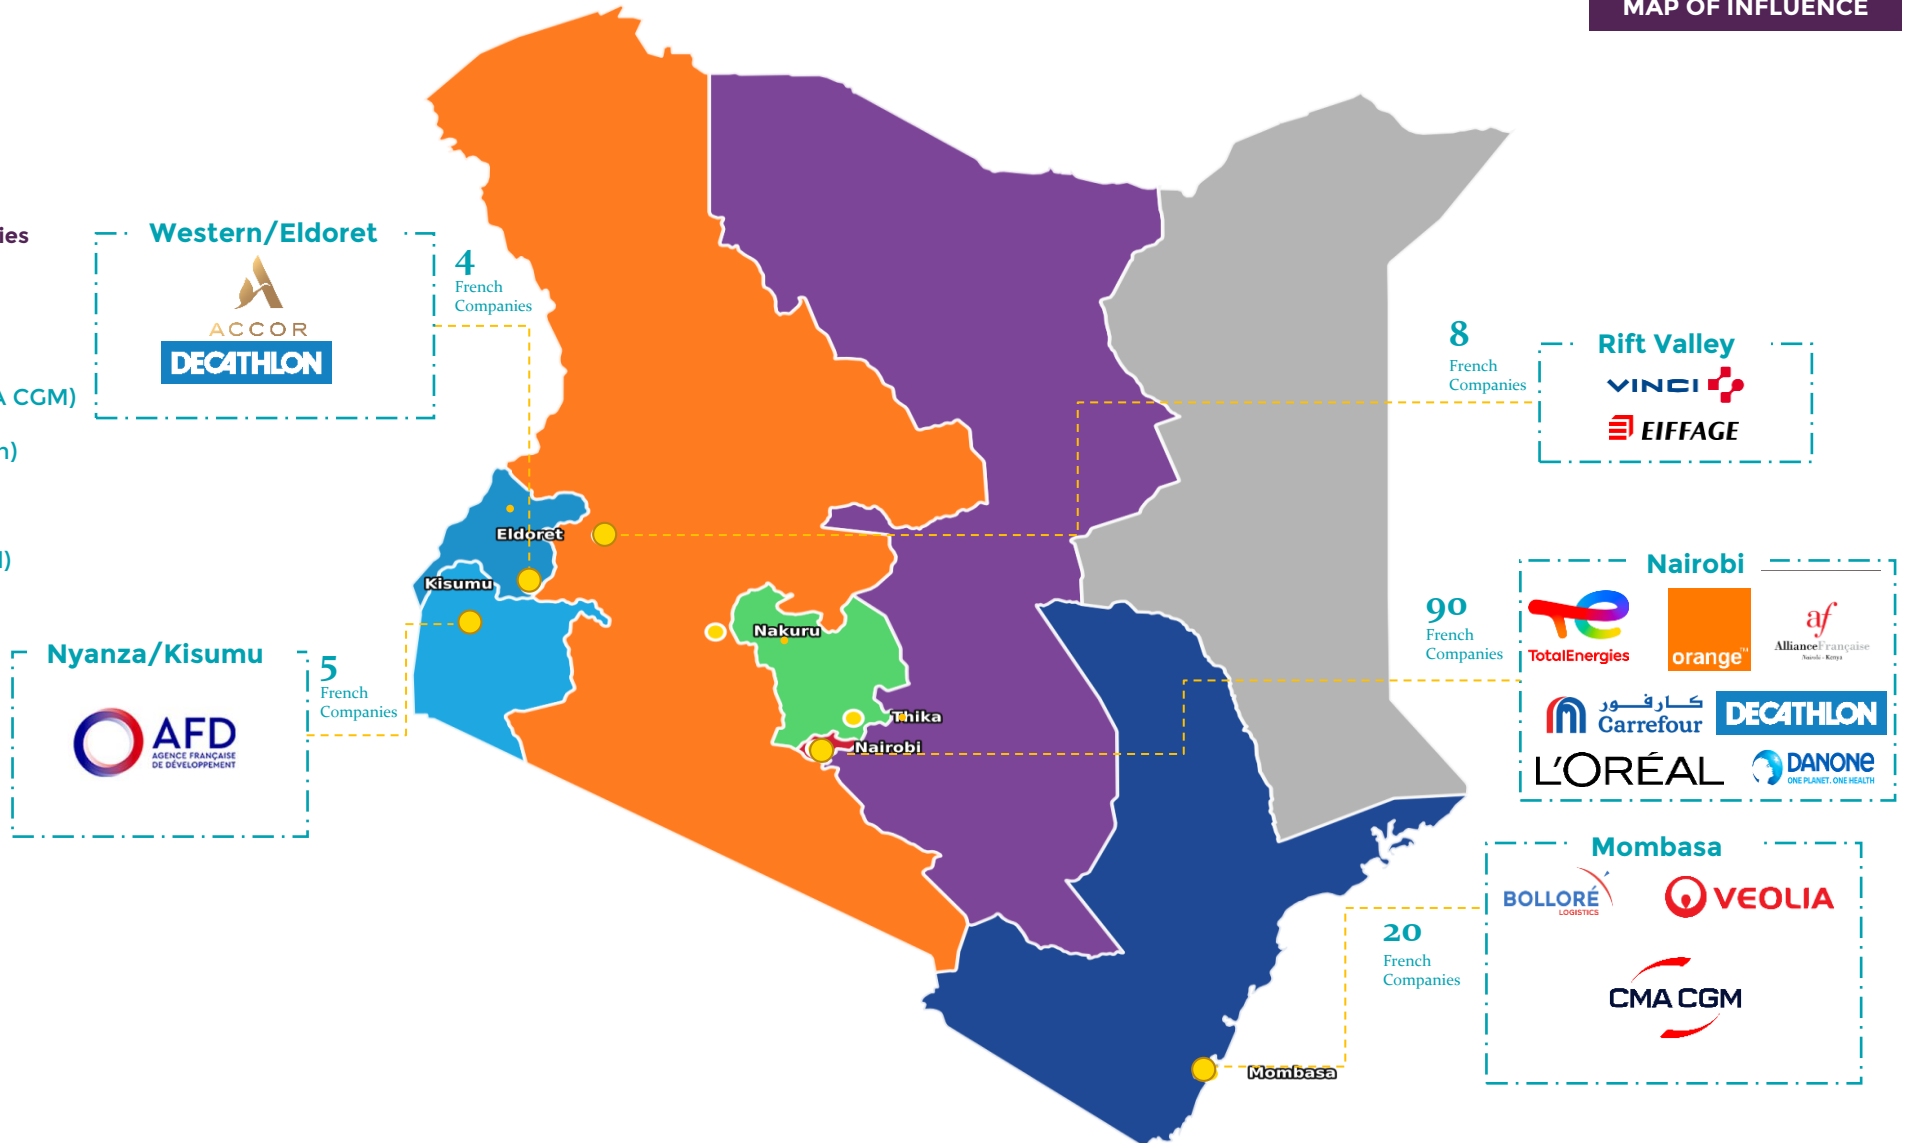 MAP OF INFLUENCE
ies
A CGM)
n)
l)
Western/Eldoret
ACCOR
DECATHLON
4
French
Companies
8
French
Companies
Rift Valley
VINCI
EIFFAGE
Eldoret
Kisumu
Nakuru
Thika
Nairobi
Mombasa
Nyanza/Kisumu
AFD
AGENCE FRANÇAISE
DE DÉVELOPPEMENT
5
French
Companies
90
French
Companies
Nairobi
TotalEnergies
orange™
af
AllianceFrançaise
Nairobi - Kenya
كارفور
Carrefour
DECATHLON
L'ORÉAL
DANONE
ONE PLANET. ONE HEALTH
20
French
Companies
Mombasa
BOLLORÉ
LOGISTICS
VEOLIA
CMA CGM